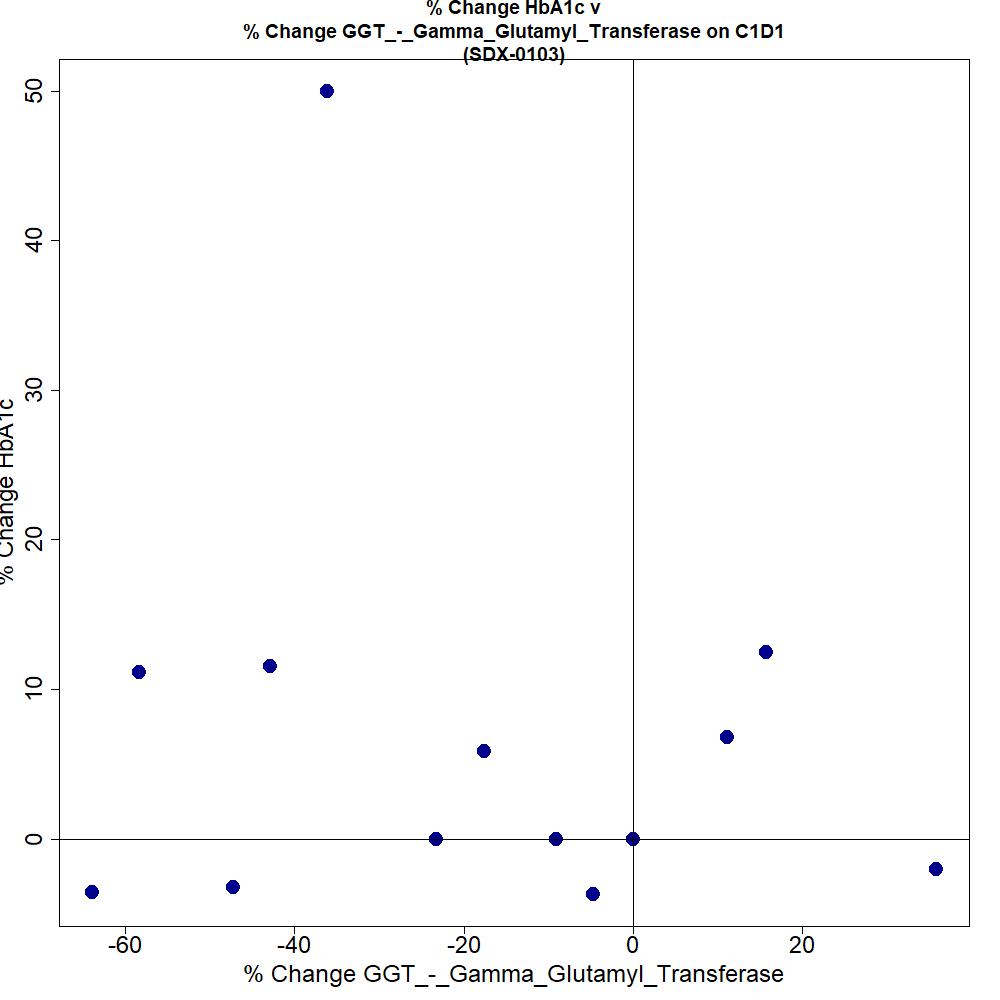 % Change HbA1c v
% Change GGT_-_Gamma_Glutamyl_Transferase on C1D1
(SDX-0103)
% Change HbA1c
50
40
30
20
10
0
-60
-40
-20
0
20
% Change GGT_-_Gamma_Glutamyl_Transferase